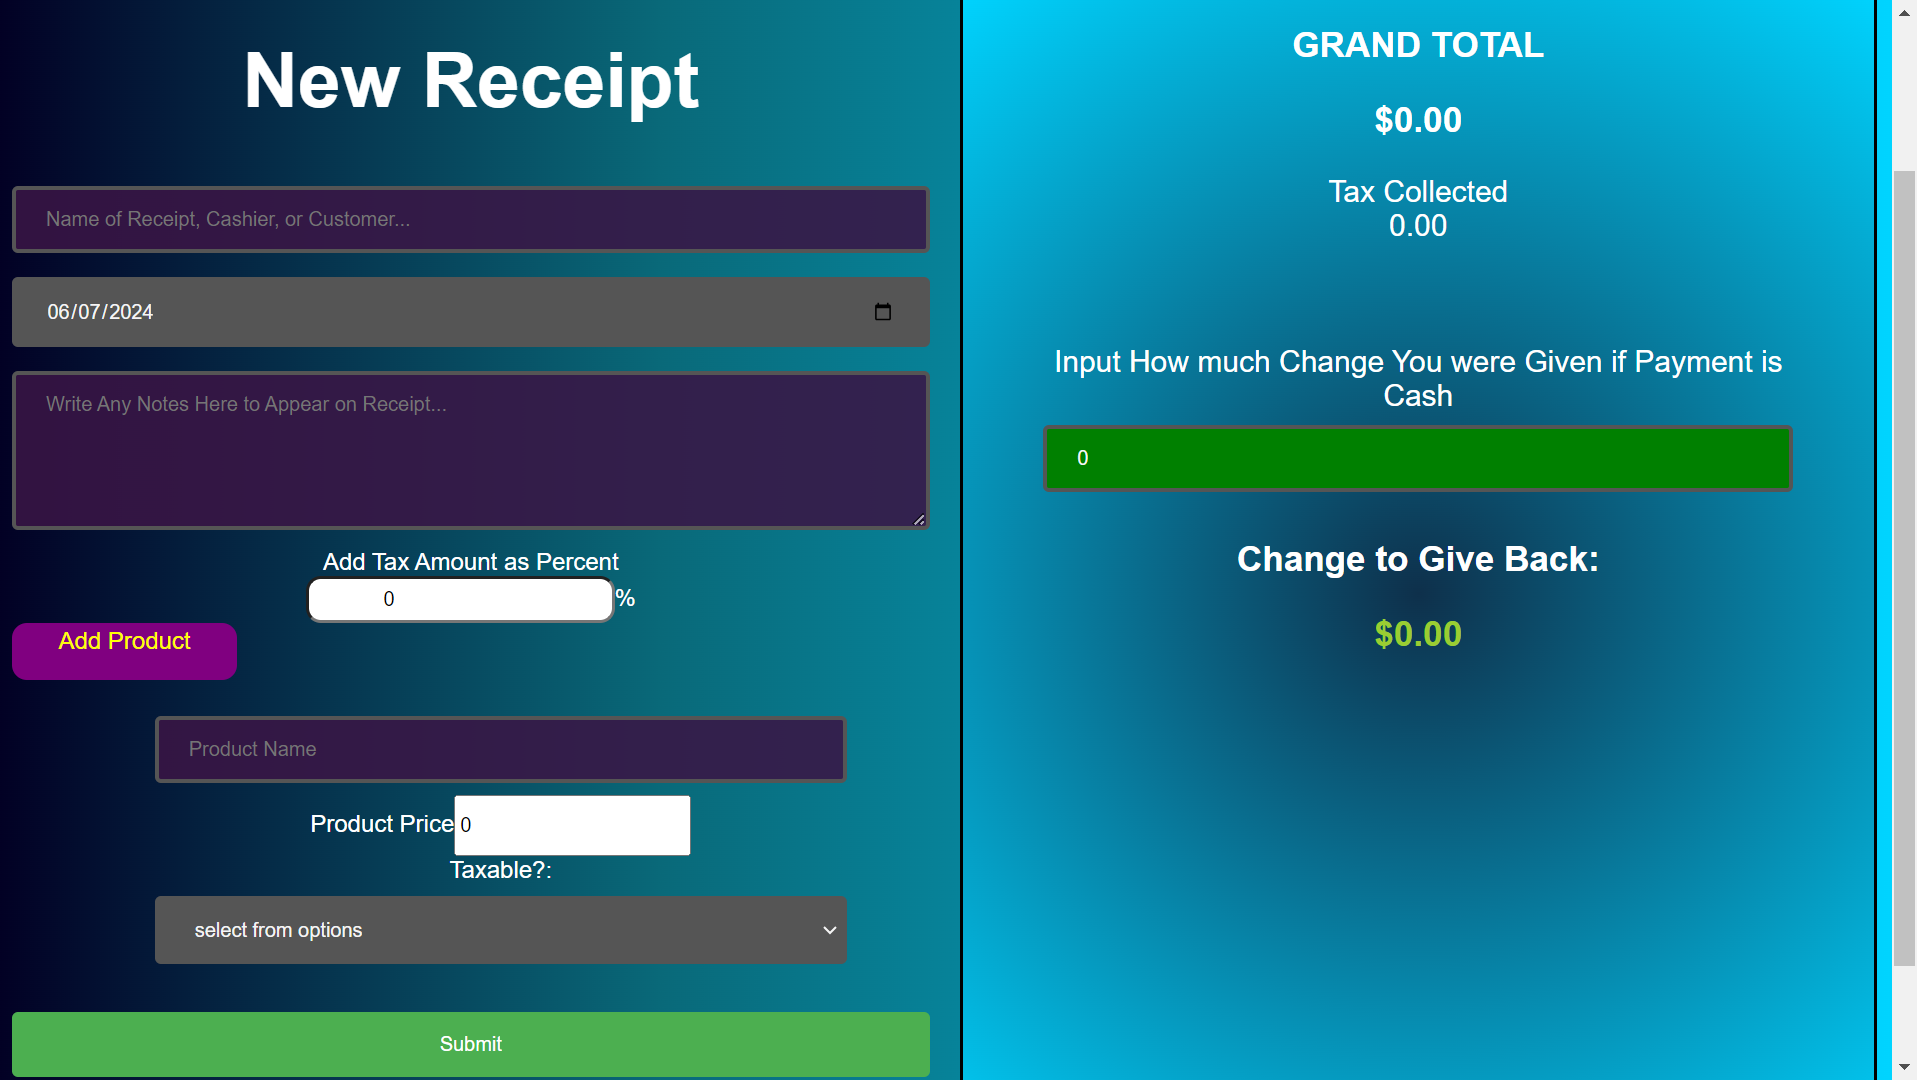 New Receipt
Name of Receipt, Cashier, or Customer...
06/07/2024
Write Any Notes Here to Appear on Receipt...
Add Tax Amount as Percent
0 %
Add Product
Product Name
Product Price 0
Taxable?:
select from options
Submit
GRAND TOTAL
$0.00
Tax Collected
0.00
Input How much Change You were Given if Payment is
Cash
0
Change to Give Back:
$0.00